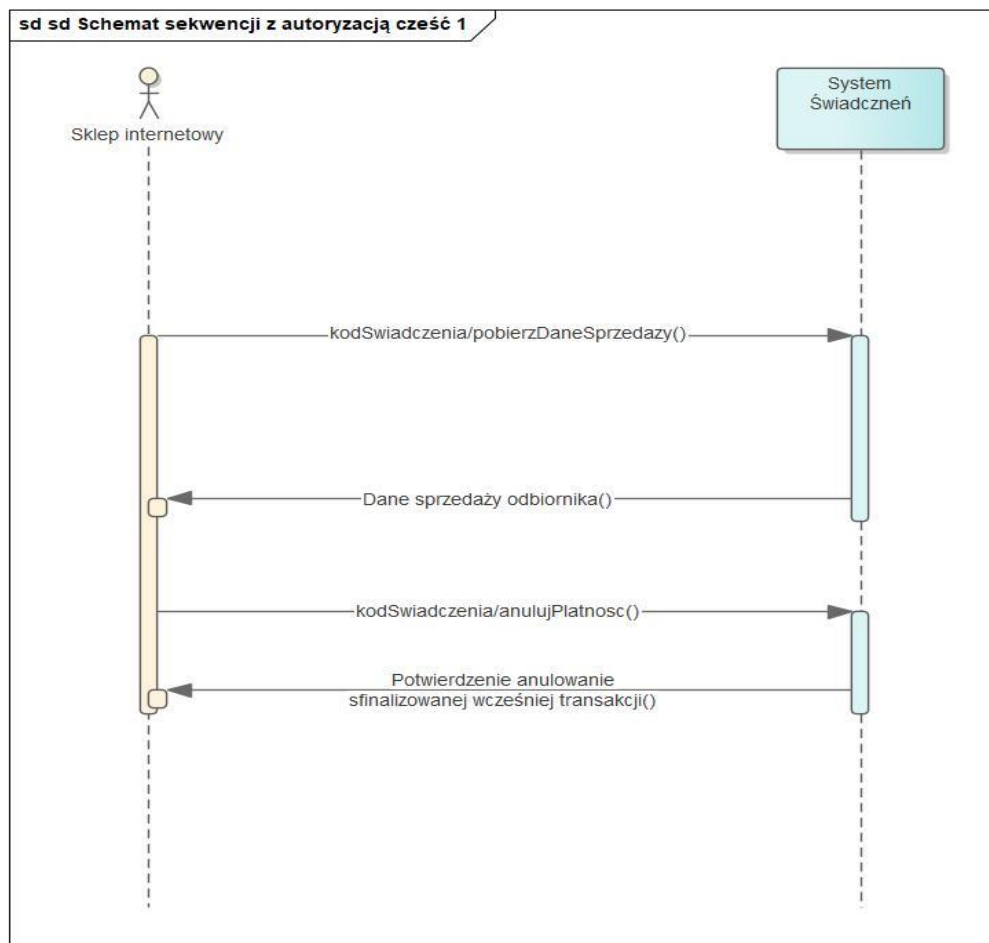 sd sd Schemat sekwencji z autoryzacją cześć 1
Sklep internetowy
System
Świadczneń
kodSwiadczenia/pobierzDaneSprzedazy()
Dane sprzedaży odbiornika()
kodSwiadczenia/anulujPlatnosc()
Potwierdzenie anulowanie
sfinalizowanej wcześniej transakcji()